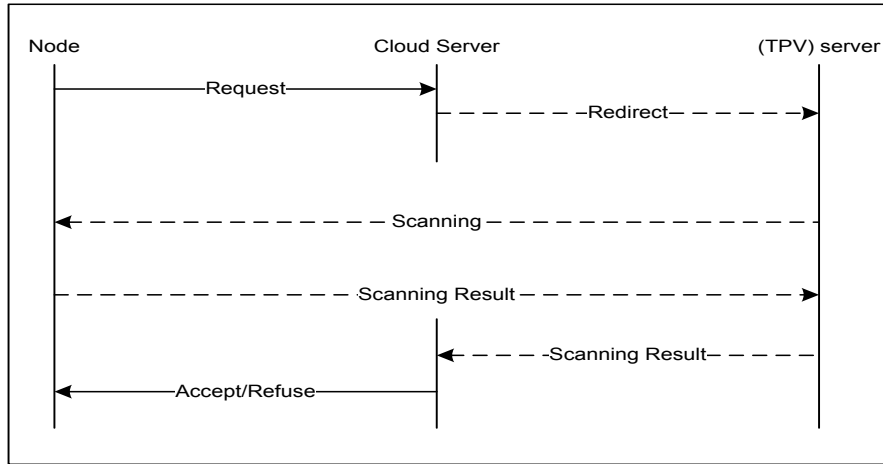 Node
Cloud Server
(TPV) server
Request
Redirect
Scanning
Scanning Result
Scanning Result
Accept/Refuse